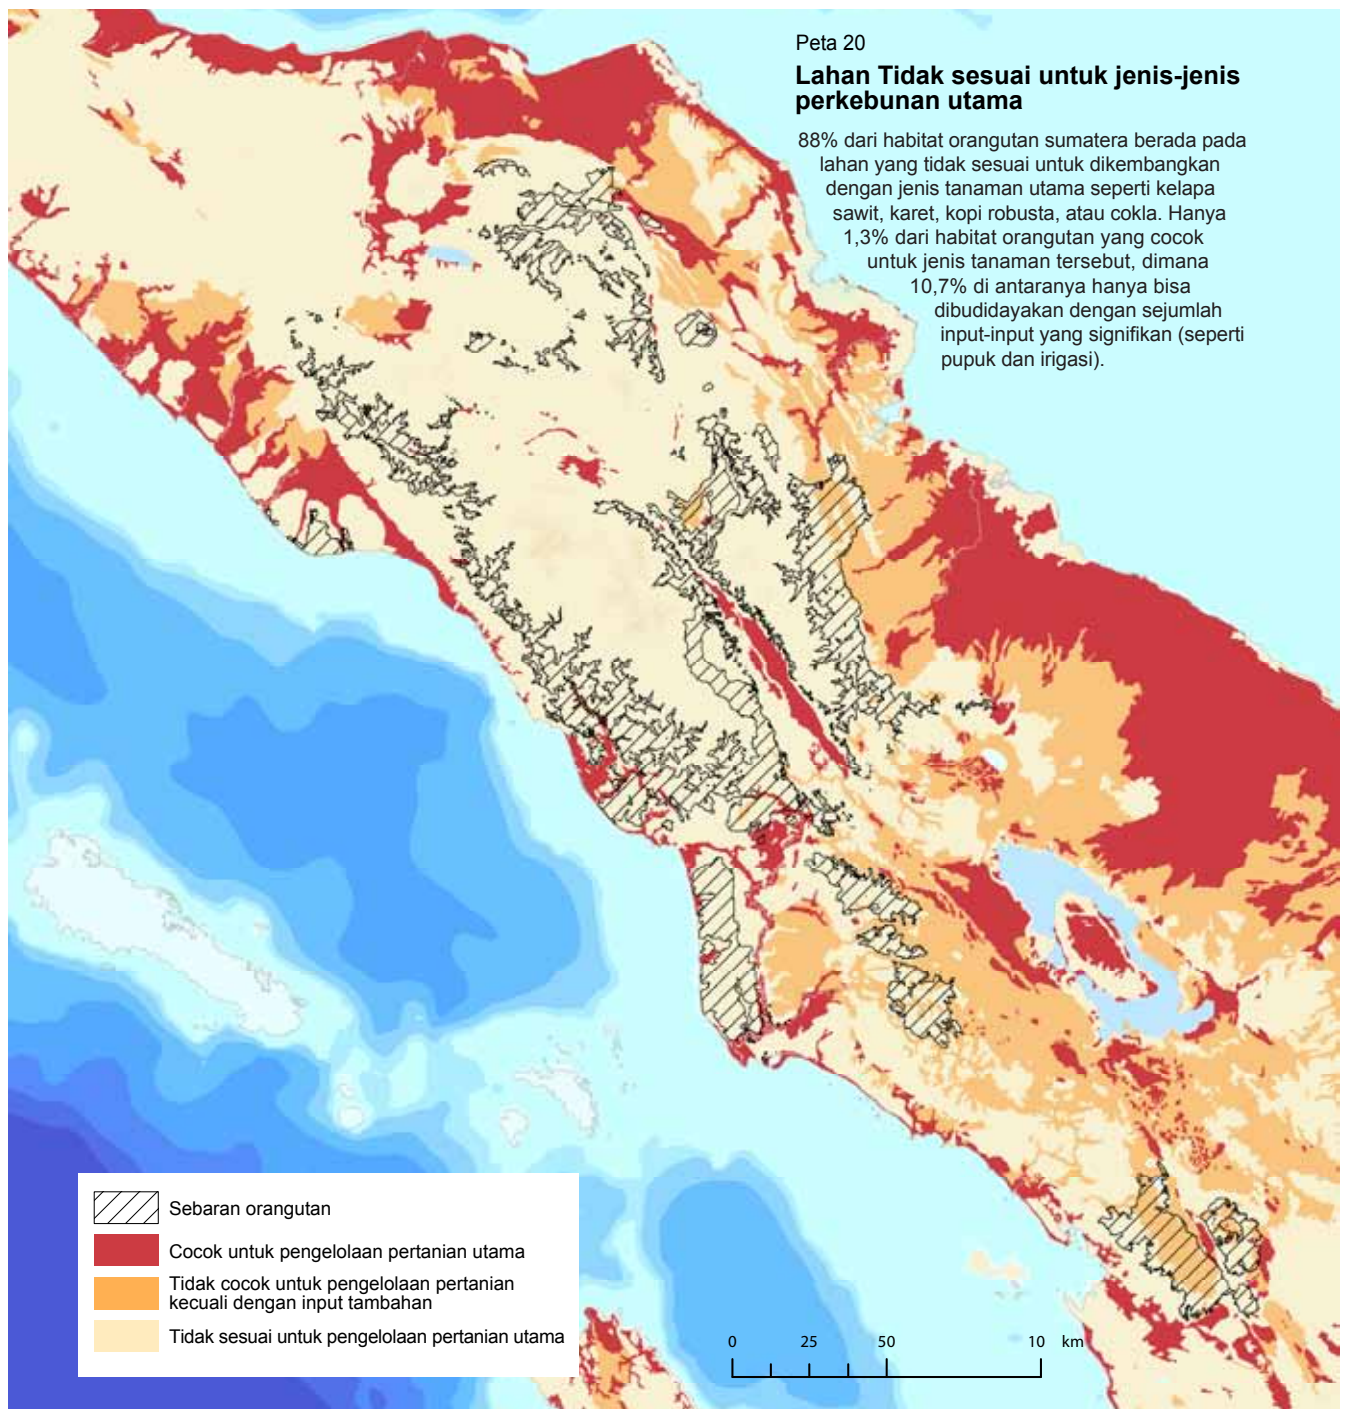 Peta 20
Lahan Tidak sesuai untuk jenis-jenis
perkebunan utama
88% dari habitat orangutan sumatera berada pada
lahan yang tidak sesuai untuk dikembangkan
dengan jenis tanaman utama seperti kelapa
sawit, karet, kopi robusta, atau cokla. Hanya
1,3% dari habitat orangutan yang cocok
untuk jenis tanaman tersebut, dimana
10,7% di antaranya hanya bisa
dibudidayakan dengan sejumlah
input-input yang signifikan (seperti
pupuk dan irigasi).
Sebaran orangutan
Cocok untuk pengelolaan pertanian utama
Tidak cocok untuk pengelolaan pertanian
kecuali dengan input tambahan
Tidak sesuai untuk pengelolaan pertanian utama
0 25 50 10 km